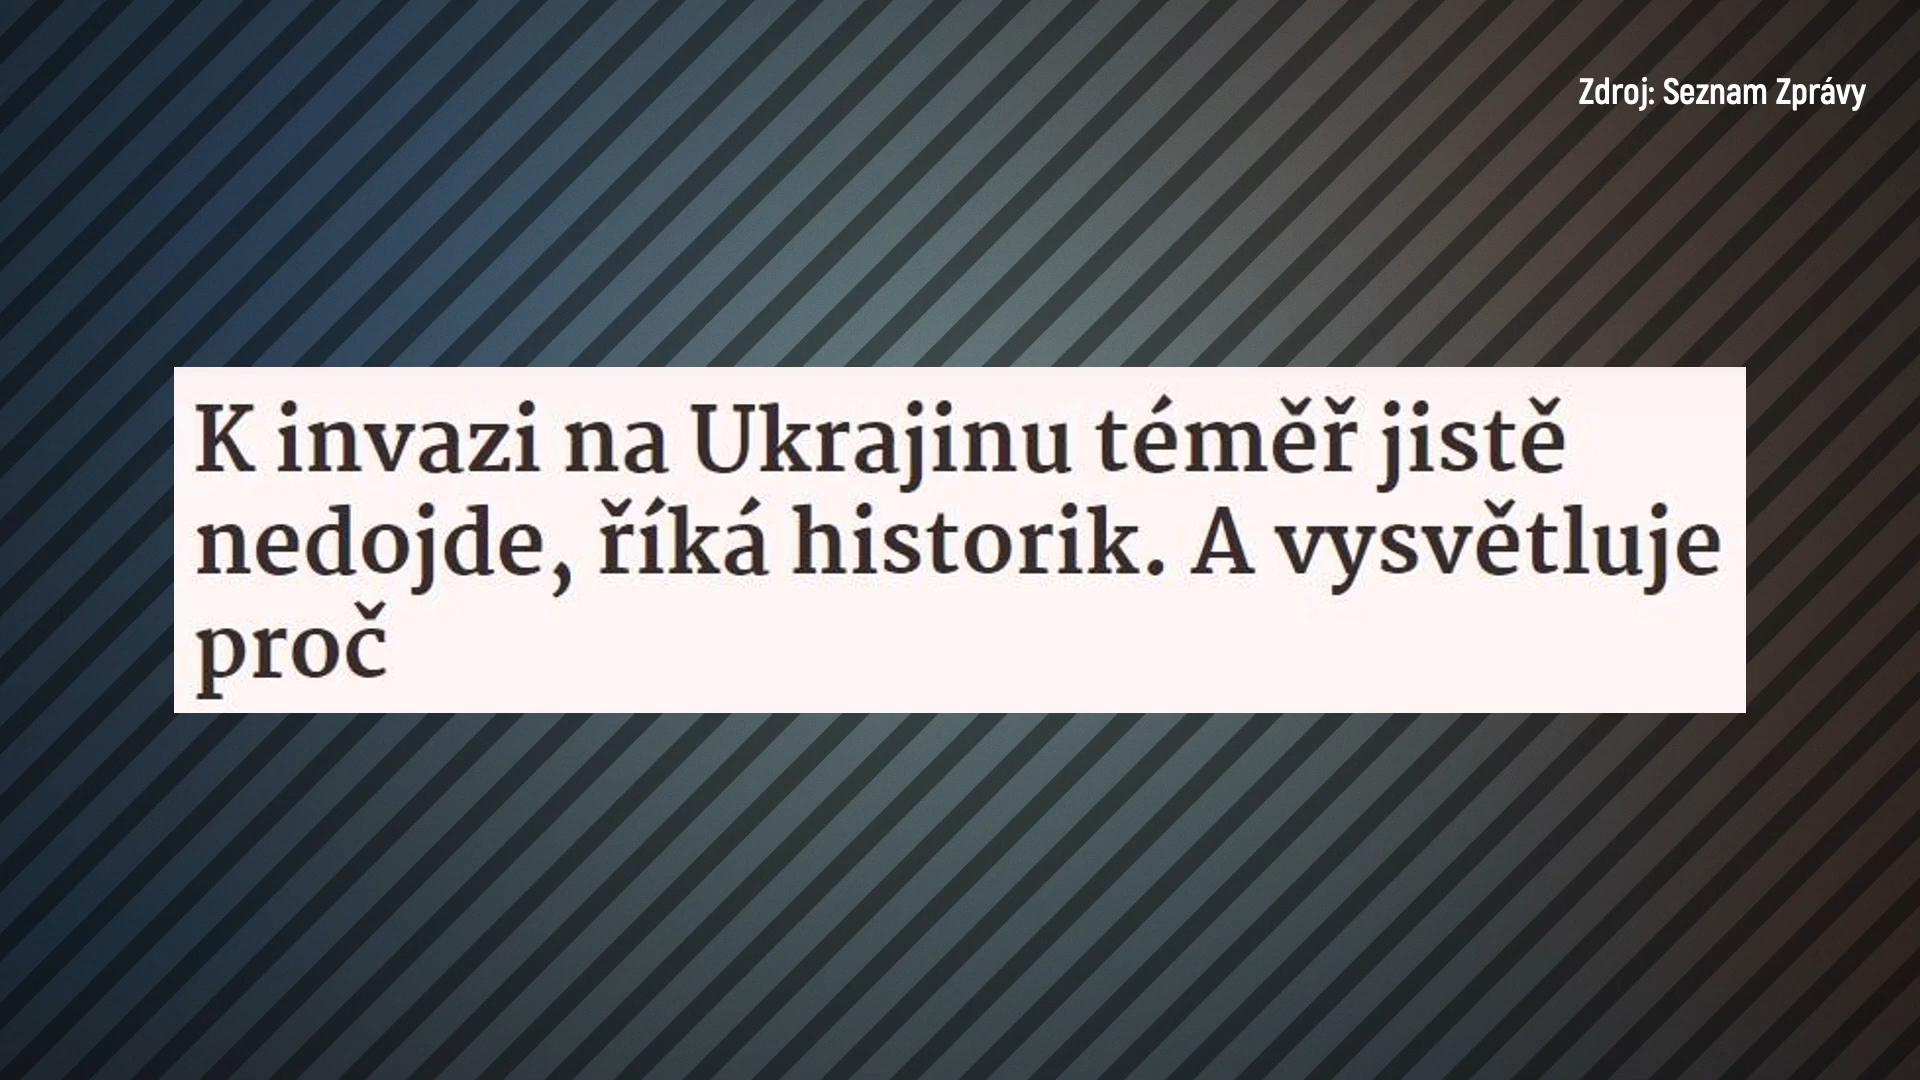 Zdroj: Seznam Zprávy
K invazi na Ukrajinu téměř jistě
nedojde, říká historik. A vysvětluje
proč